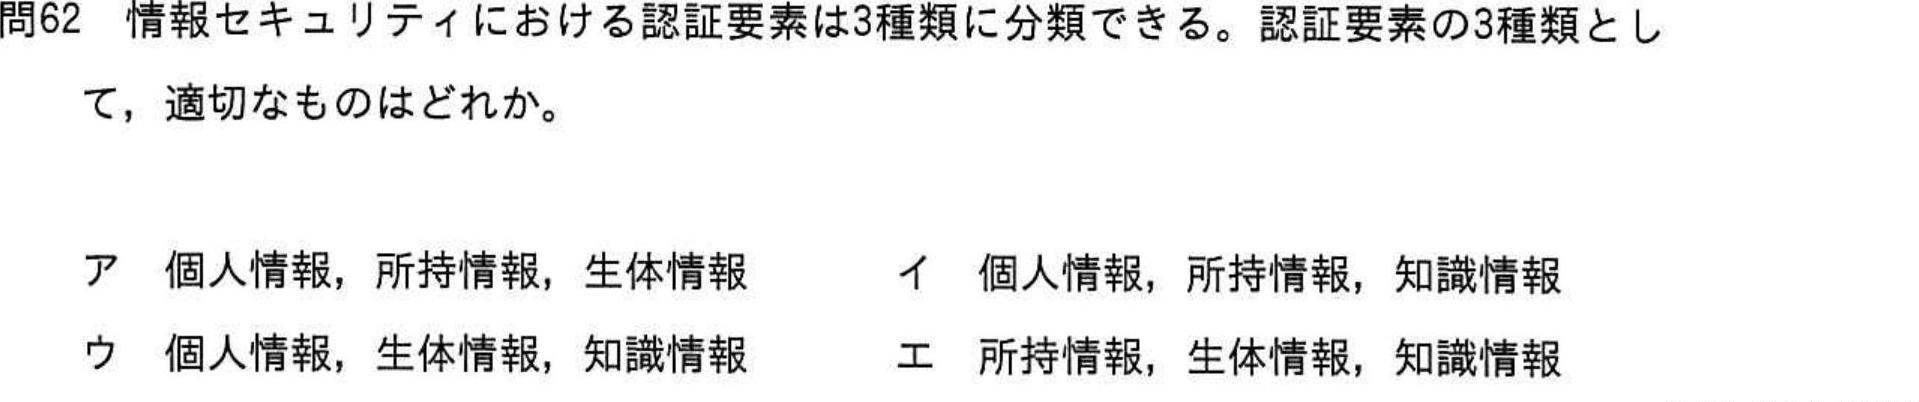 問62 情報セキュリティにおける認証要素は3種類に分類できる。認証要素の3種類とし
て，適切なものはどれか。
ア 個人情報，所持情報，生体情報 イ 個人情報，所持情報，知識情報
ウ 個人情報，生体情報，知識情報 エ 所持情報，生体情報，知識情報